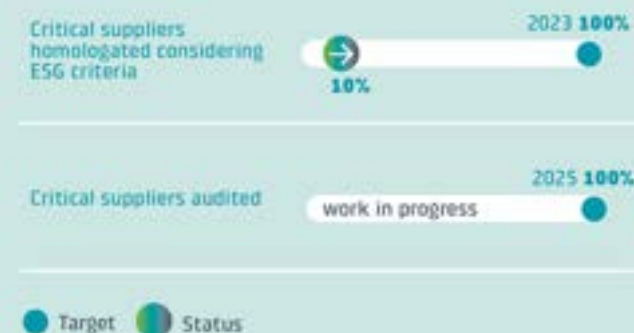 Critical suppliers
homologated considering
ESG criteria
2023 100%
10%
Critical suppliers audited
2025 100%
work in progress
Target
Status